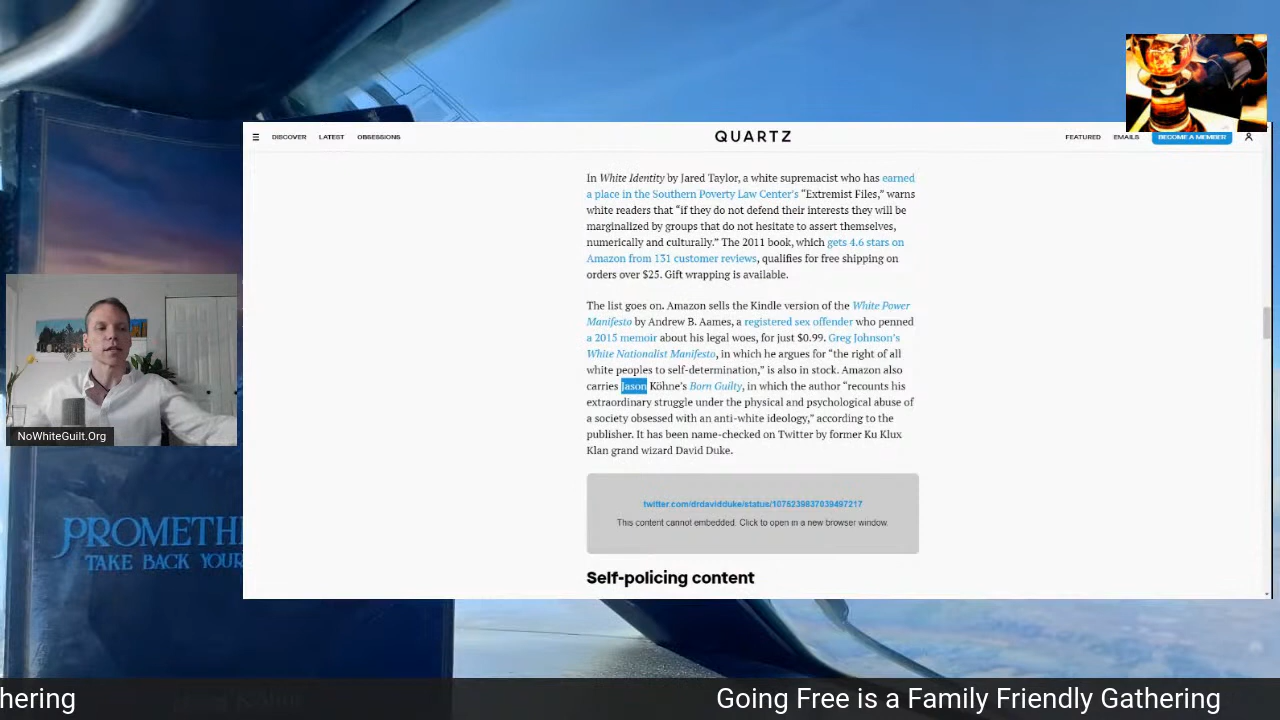 DISCOVER LATEST OBSESSIONS
QUARTZ
FEATURED EMAILS BECOME A MEMBER
In White Identity by Jared Taylor, a white supremacist who has earned
a place in the Southern Poverty Law Center's “Extremist Files,” warns
white readers that “if they do not defend their interests they will be
marginalized by groups that do not hesitate to assert themselves,
numerically and culturally.” The 2011 book, which gets 4.6 stars on
Amazon from 131 customer reviews, qualifies for free shipping on
orders over $25. Gift wrapping is available.
The list goes on. Amazon sells the Kindle version of the White Power
Manifesto by Andrew B. Aames, a registered sex offender who penned
a 2015 memoir about his legal woes, for just $0.99. Greg Johnson's
White Nationalist Manifesto, in which he argues for “the right of all
white peoples to self-determination,” is also in stock. Amazon also
carries Jason Köhne's Born Guilty, in which the author “recounts his
extraordinary struggle under the physical and psychological abuse of
a society obsessed with an anti-white ideology,” according to the
publisher. It has been name-checked on Twitter by former Ku Klux
Klan grand wizard David Duke.
twitter.com/drdavidduke/status/1076239837039497217
This content cannot embedded. Click to open in a new browser window.
Self-policing content
NoWhiteGuilt.Org
PROMETH
TAKE BACK YOUR
hering
Going Free is a Family Friendly Gathering